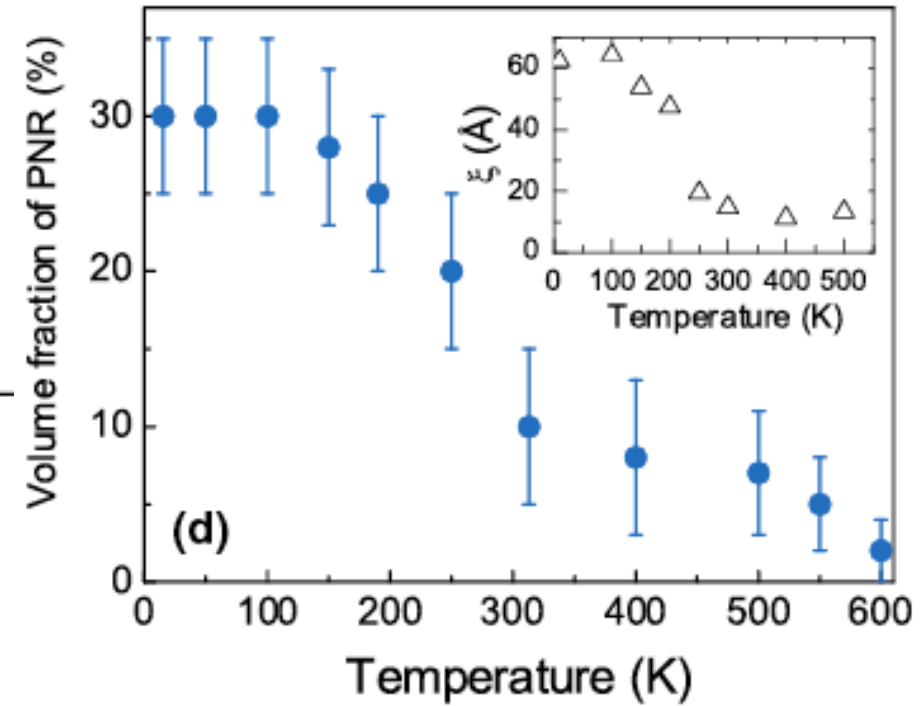 Volume fraction of PNR (%)
30
20
10
0
(d)
0 100 200 300 400 500 600
Temperature (K)
ξ (Å)
60
40
20
0
0 100 200 300 400 500
Temperature (K)